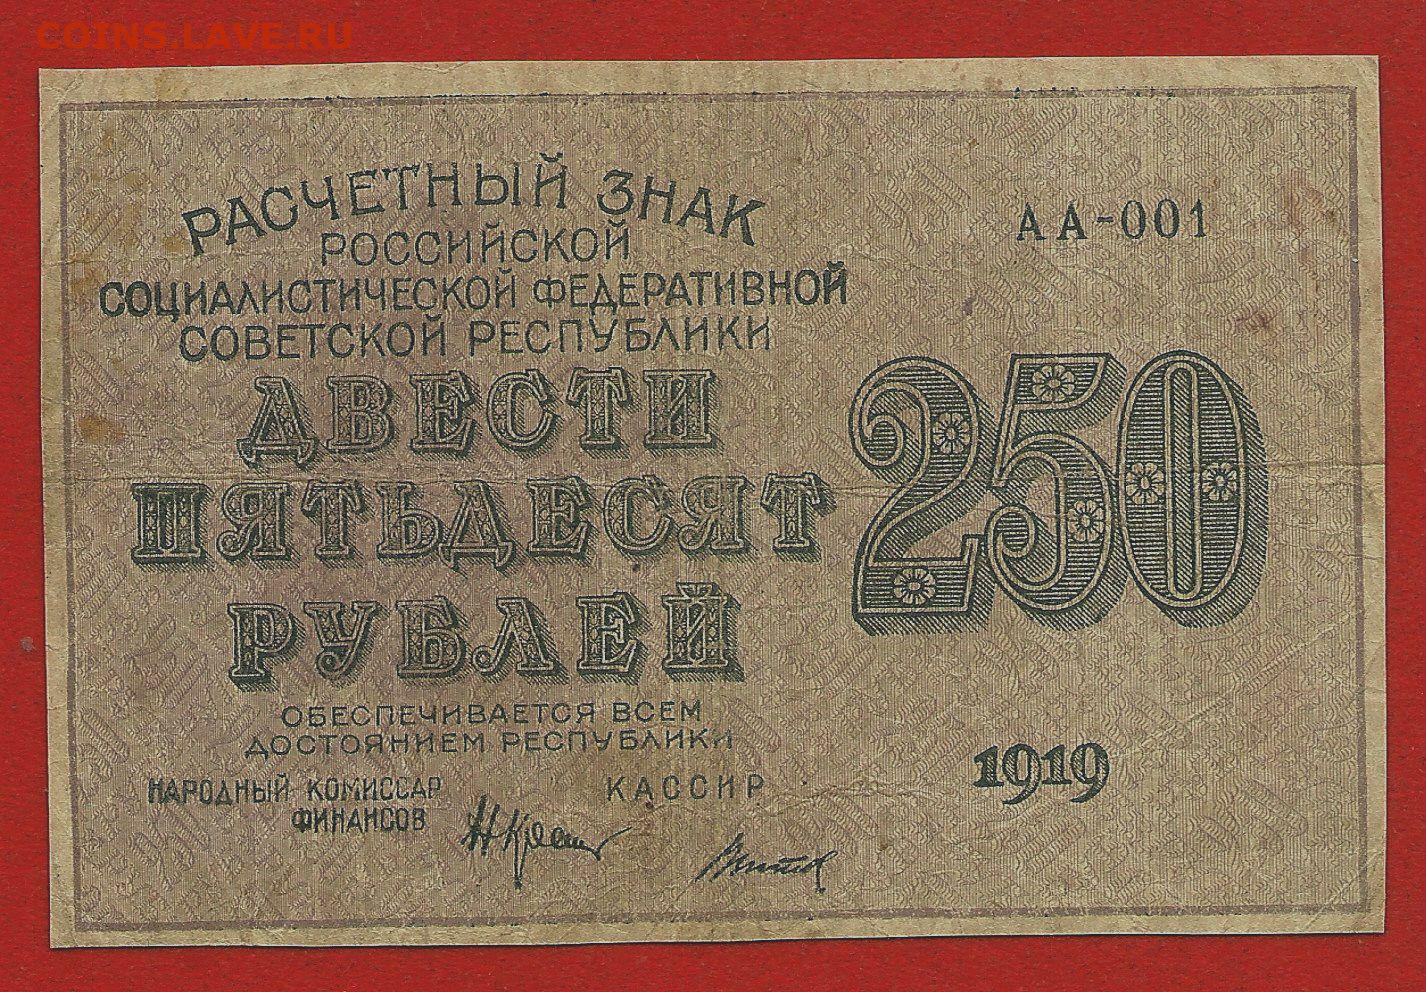 COINS.LAVE.RU
РАСЧЕТНЫЙ ЗНАК
РОССИЙСКОЙ
СОЦИАЛИСТИЧЕСКОЙ ФЕДЕРАТИВНОЙ
СОВЕТСКОЙ РЕСПУБЛИКИ
АА-001
ДВЕСТИ
ПЯТЬДЕСЯТ
РУБЛЕЙ
250
ОБЕСПЕЧИВАЕТСЯ ВСЕМ
ДОСТОЯНИЕМ РЕСПУБЛИКИ
НАРОДНЫЙ КОМИССАР
ФИНАНСОВ
КАССИР
1919